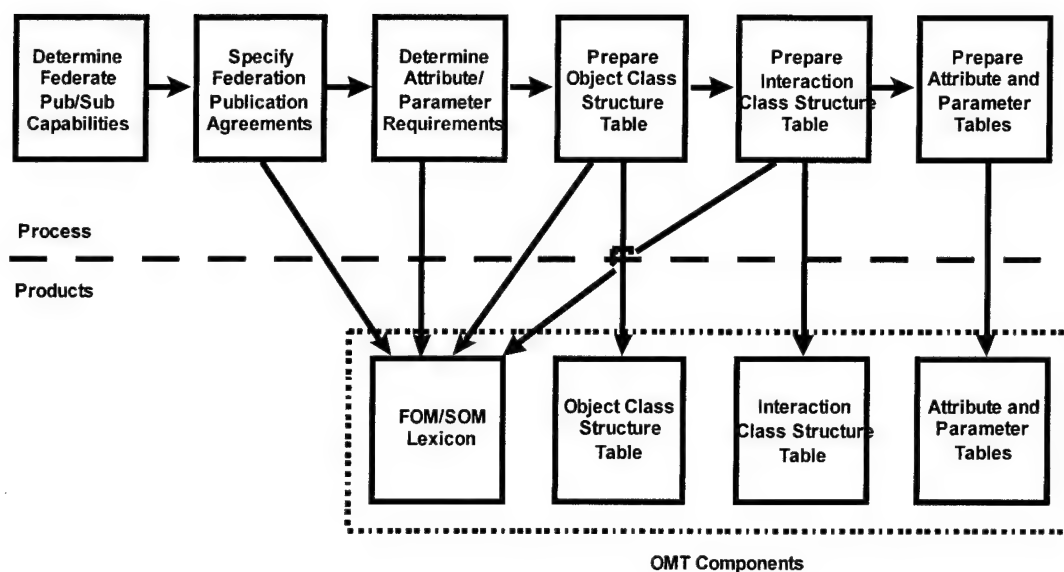 Determine
Federate
Pub/Sub
Capabilities
Specify
Federation
Publication
Agreements
Determine
Attribute/
Parameter
Requirements
Prepare
Object Class
Structure
Table
Prepare
Interaction
Class Structure
Table
Prepare
Attribute and
Parameter
Tables
Process
Products
FOM/SOM
Lexicon
Object Class
Structure
Table
Interaction
Class Structure
Table
Attribute and
Parameter
Tables
OMT Components